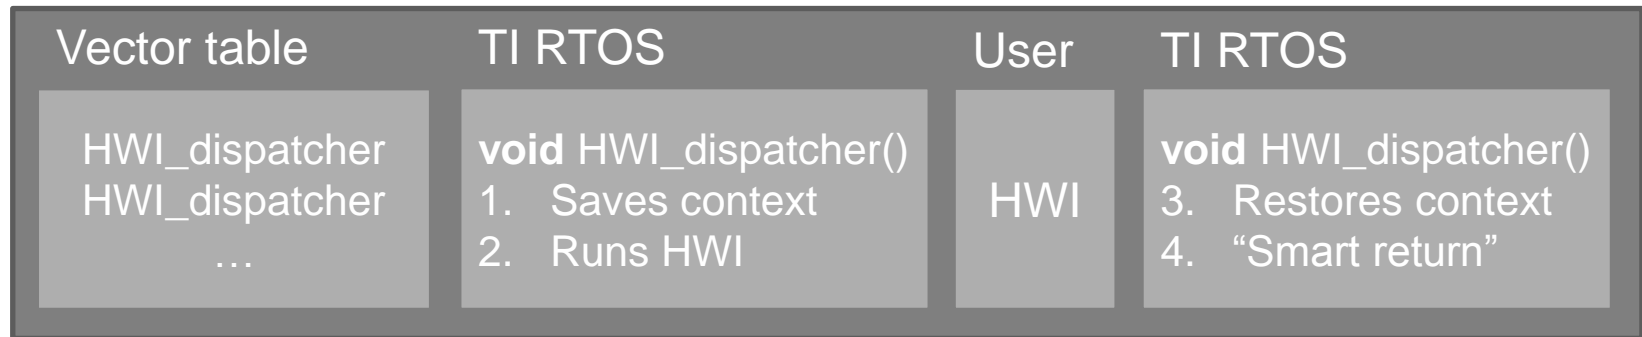 Vector table
HWI_dispatcher
HWI_dispatcher
…
TI RTOS
void HWI_dispatcher()
1. Saves context
2. Runs HWI
User
HWI
TI RTOS
void HWI_dispatcher()
3. Restores context
4. “Smart return”